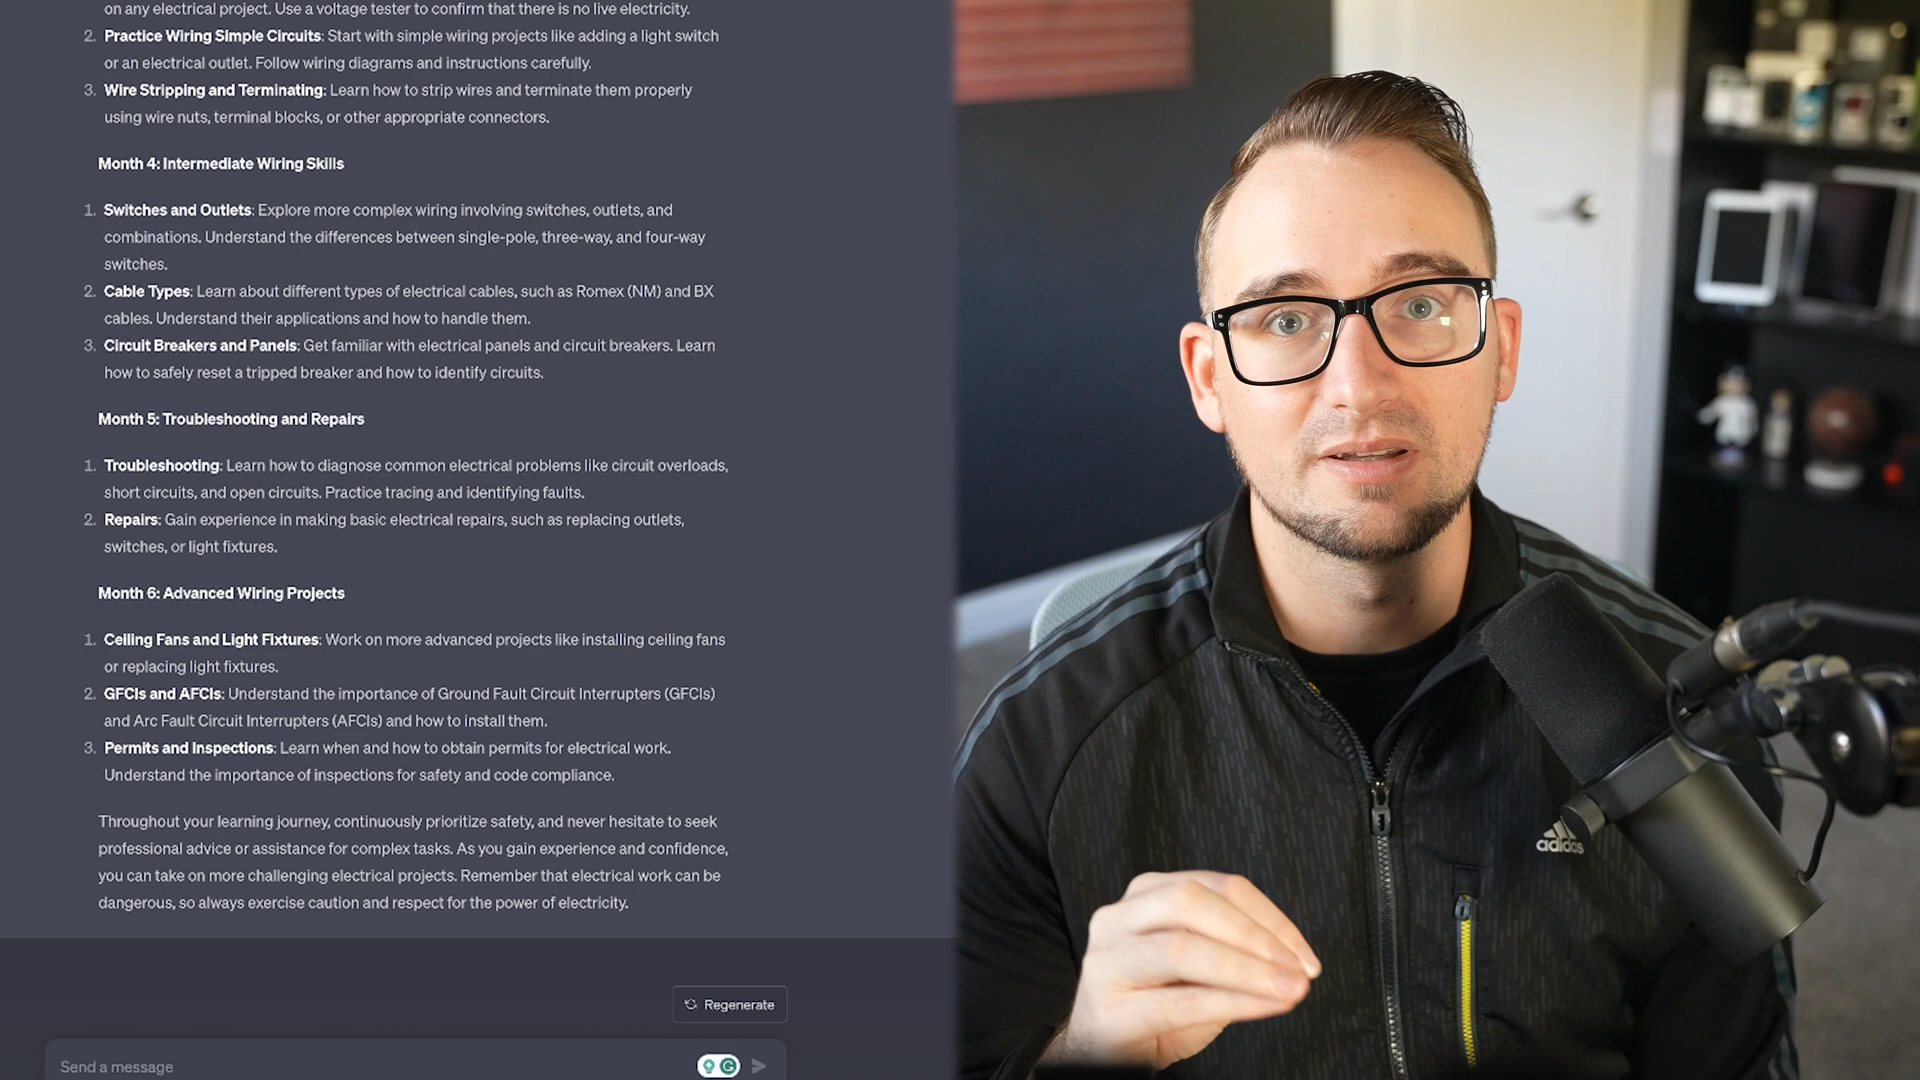 on any electrical project. Use a voltage tester to confirm that there is no live electricity.
2. Practice Wiring Simple Circuits: Start with simple wiring projects like adding a light switch
or an electrical outlet. Follow wiring diagrams and instructions carefully.
3. Wire Stripping and Terminating: Learn how to strip wires and terminate them properly
using wire nuts, terminal blocks, or other appropriate connectors.
Month 4: Intermediate Wiring Skills
1. Switches and Outlets: Explore more complex wiring involving switches, outlets, and
combinations. Understand the differences between single-pole, three-way, and four-way
switches.
2. Cable Types: Learn about different types of electrical cables, such as Romex (NM) and BX
cables. Understand their applications and how to handle them.
3. Circuit Breakers and Panels: Get familiar with electrical panels and circuit breakers. Learn
how to safely reset a tripped breaker and how to identify circuits.
Month 5: Troubleshooting and Repairs
1. Troubleshooting: Learn how to diagnose common electrical problems like circuit overloads,
short circuits, and open circuits. Practice tracing and identifying faults.
2. Repairs: Gain experience in making basic electrical repairs, such as replacing outlets,
switches, or light fixtures.
Month 6: Advanced Wiring Projects
1. Ceiling Fans and Light Fixtures: Work on more advanced projects like installing ceiling fans
or replacing light fixtures.
2. GFCIs and AFCIs: Understand the importance of Ground Fault Circuit Interrupters (GFCIs)
and Arc Fault Circuit Interrupters (AFCIs) and how to install them.
3. Permits and Inspections: Learn when and how to obtain permits for electrical work.
Understand the importance of inspections for safety and code compliance.
Throughout your learning journey, continuously prioritize safety, and never hesitate to seek
professional advice or assistance for complex tasks. As you gain experience and confidence,
you can take on more challenging electrical projects. Remember that electrical work can be
dangerous, so always exercise caution and respect for the power of electricity.
Regenerate
Send a message
adidas